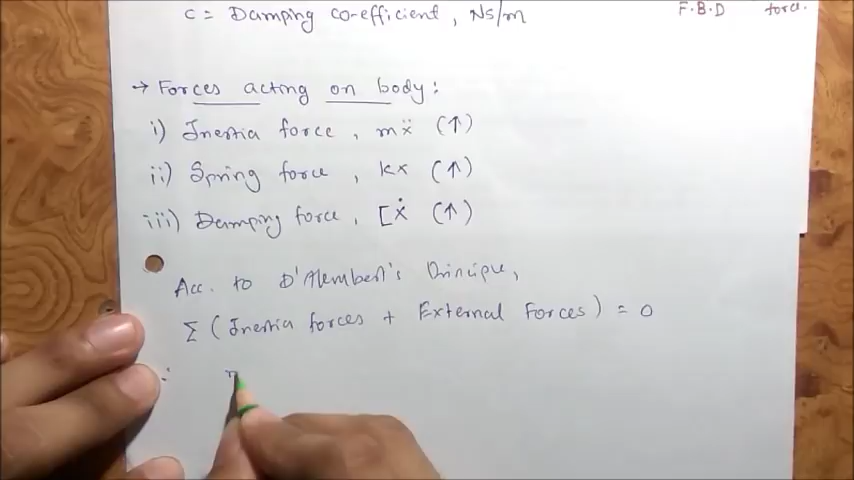 c = Damping co-efficient, Ns/m
F.B.D force.
→ Forces acting on body:
i) Inertia force, mẍ (↑)
ii) Spring force, kx (↑)
iii) Damping force, [ẋ (↑)
Acc. to D'Alembert's Principle,
Σ (Inertia forces + External Forces) = 0
∴